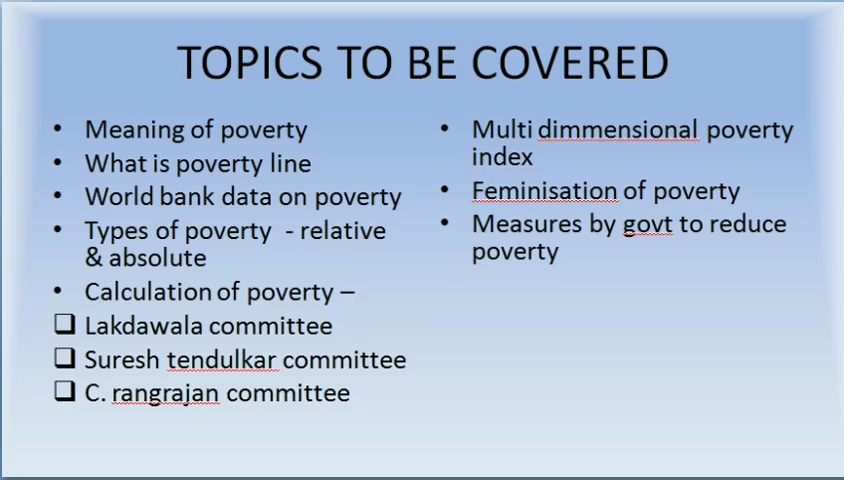 TOPICS TO BE COVERED
• Meaning of poverty
• What is poverty line
• World bank data on poverty
• Types of poverty - relative
& absolute
• Calculation of poverty –
❑ Lakdawala committee
❑ Suresh tendulkar committee
❑ C. rangrajan committee
• Multi dimmensional poverty
index
• Feminisation of poverty
• Measures by govt to reduce
poverty